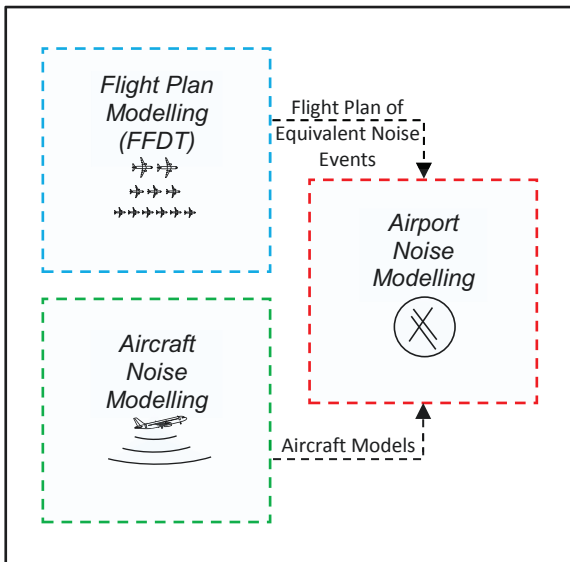 Flight Plan
Modelling
(FFDT)
Flight Plan of
Equivalent Noise
Events
Airport
Noise
Modelling
Aircraft
Noise
Modelling
Aircraft Models